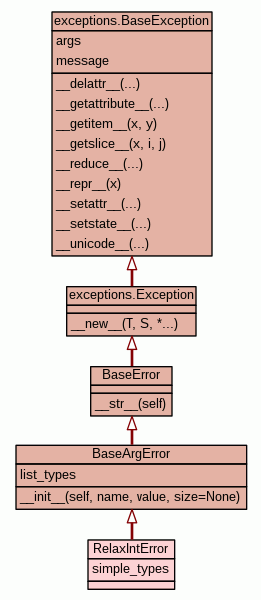 exceptions.BaseException
args
message
__delattr__(...)
__getattribute__(...)
__getitem__(x, y)
__getslice__(x, i, j)
__reduce__(...)
__repr__(x)
__setattr__(...)
__setstate__(...)
__unicode__(...)
exceptions.Exception
__new__(T, S, *...)
BaseError
__str__(self)
BaseArgError
list_types
__init__(self, name, value, size=None)
RelaxIntError
simple_types